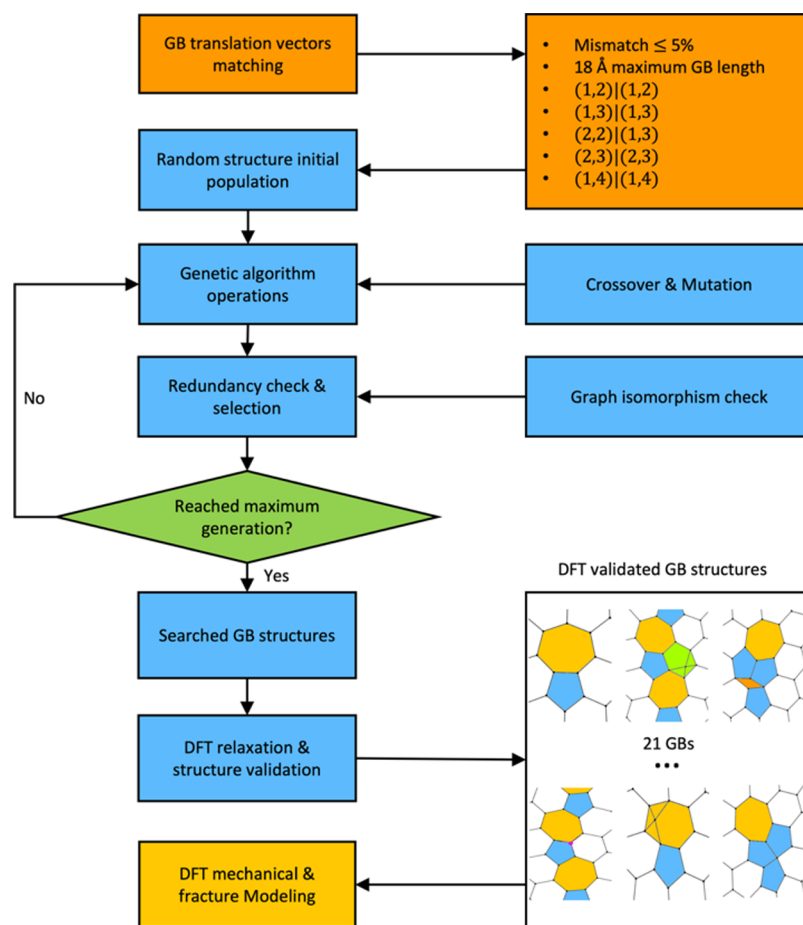 GB translation vectors
matching
• Mismatch ≤ 5%
• 18 Å maximum GB length
• (1,2)|(1,2)
• (1,3)|(1,3)
• (2,2)|(1,3)
• (2,3)|(2,3)
• (1,4)|(1,4)
Random structure initial
population
Genetic algorithm
operations
Crossover & Mutation
Redundancy check &
selection
Graph isomorphism check
No
Reached maximum
generation?
Yes
DFT validated GB structures
Searched GB structures
DFT relaxation &
structure validation
21 GBs
•••
DFT mechanical &
fracture Modeling